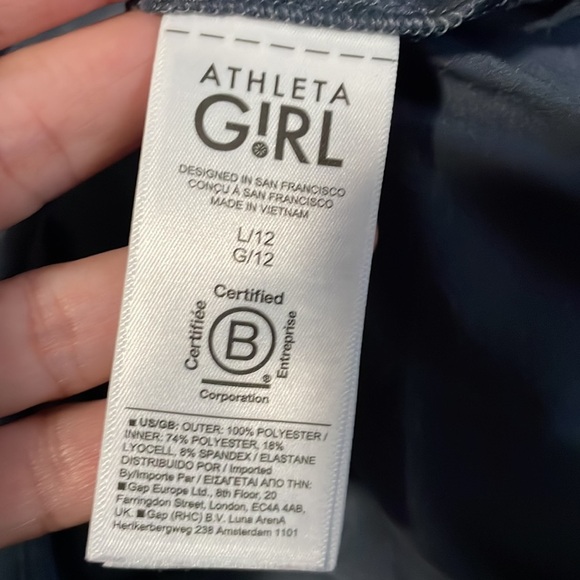 ATHLETA
G!RL
DESIGNED IN SAN FRANCISCO
CONÇU À SAN FRANCISCO
MADE IN VIETNAM
L/12
G/12
Certified
Certifiée
B
Entreprise
®
Corporation
■ US/GB: OUTER: 100% POLYESTER /
INNER: 74% POLYESTER, 18%
LYOCELL, 8% SPANDEX / ELASTANE
DISTRIBUIDO POR / Imported
By/Importe Par / ΕΙΣΑΓΕΤΑΙ ΑΠΟ ΤΗΝ:
■Gap Europe Ltd., 8th Floor, 20
Farringdon Street, London, EC4A 4AB,
UK. ■Gap (RHC) B.V. Luna ArenA
Herikerbergweg 238 Amsterdam 1101